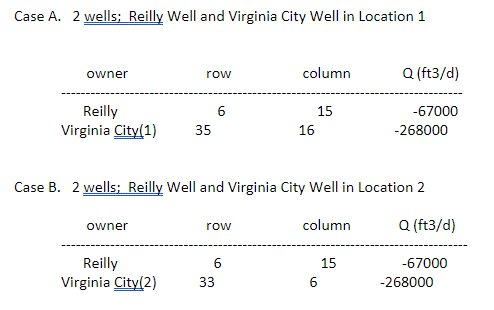 Case A. 2 wells; Reilly Well and Virginia City Well in Location 1
owner row column Q (ft3/d)
--------------------------------------------------------------------------------
Reilly 6 15 -67000
Virginia City(1) 35 16 -268000
Case B. 2 wells; Reilly Well and Virginia City Well in Location 2
owner row column Q (ft3/d)
--------------------------------------------------------------------------------
Reilly 6 15 -67000
Virginia City(2) 33 6 -268000